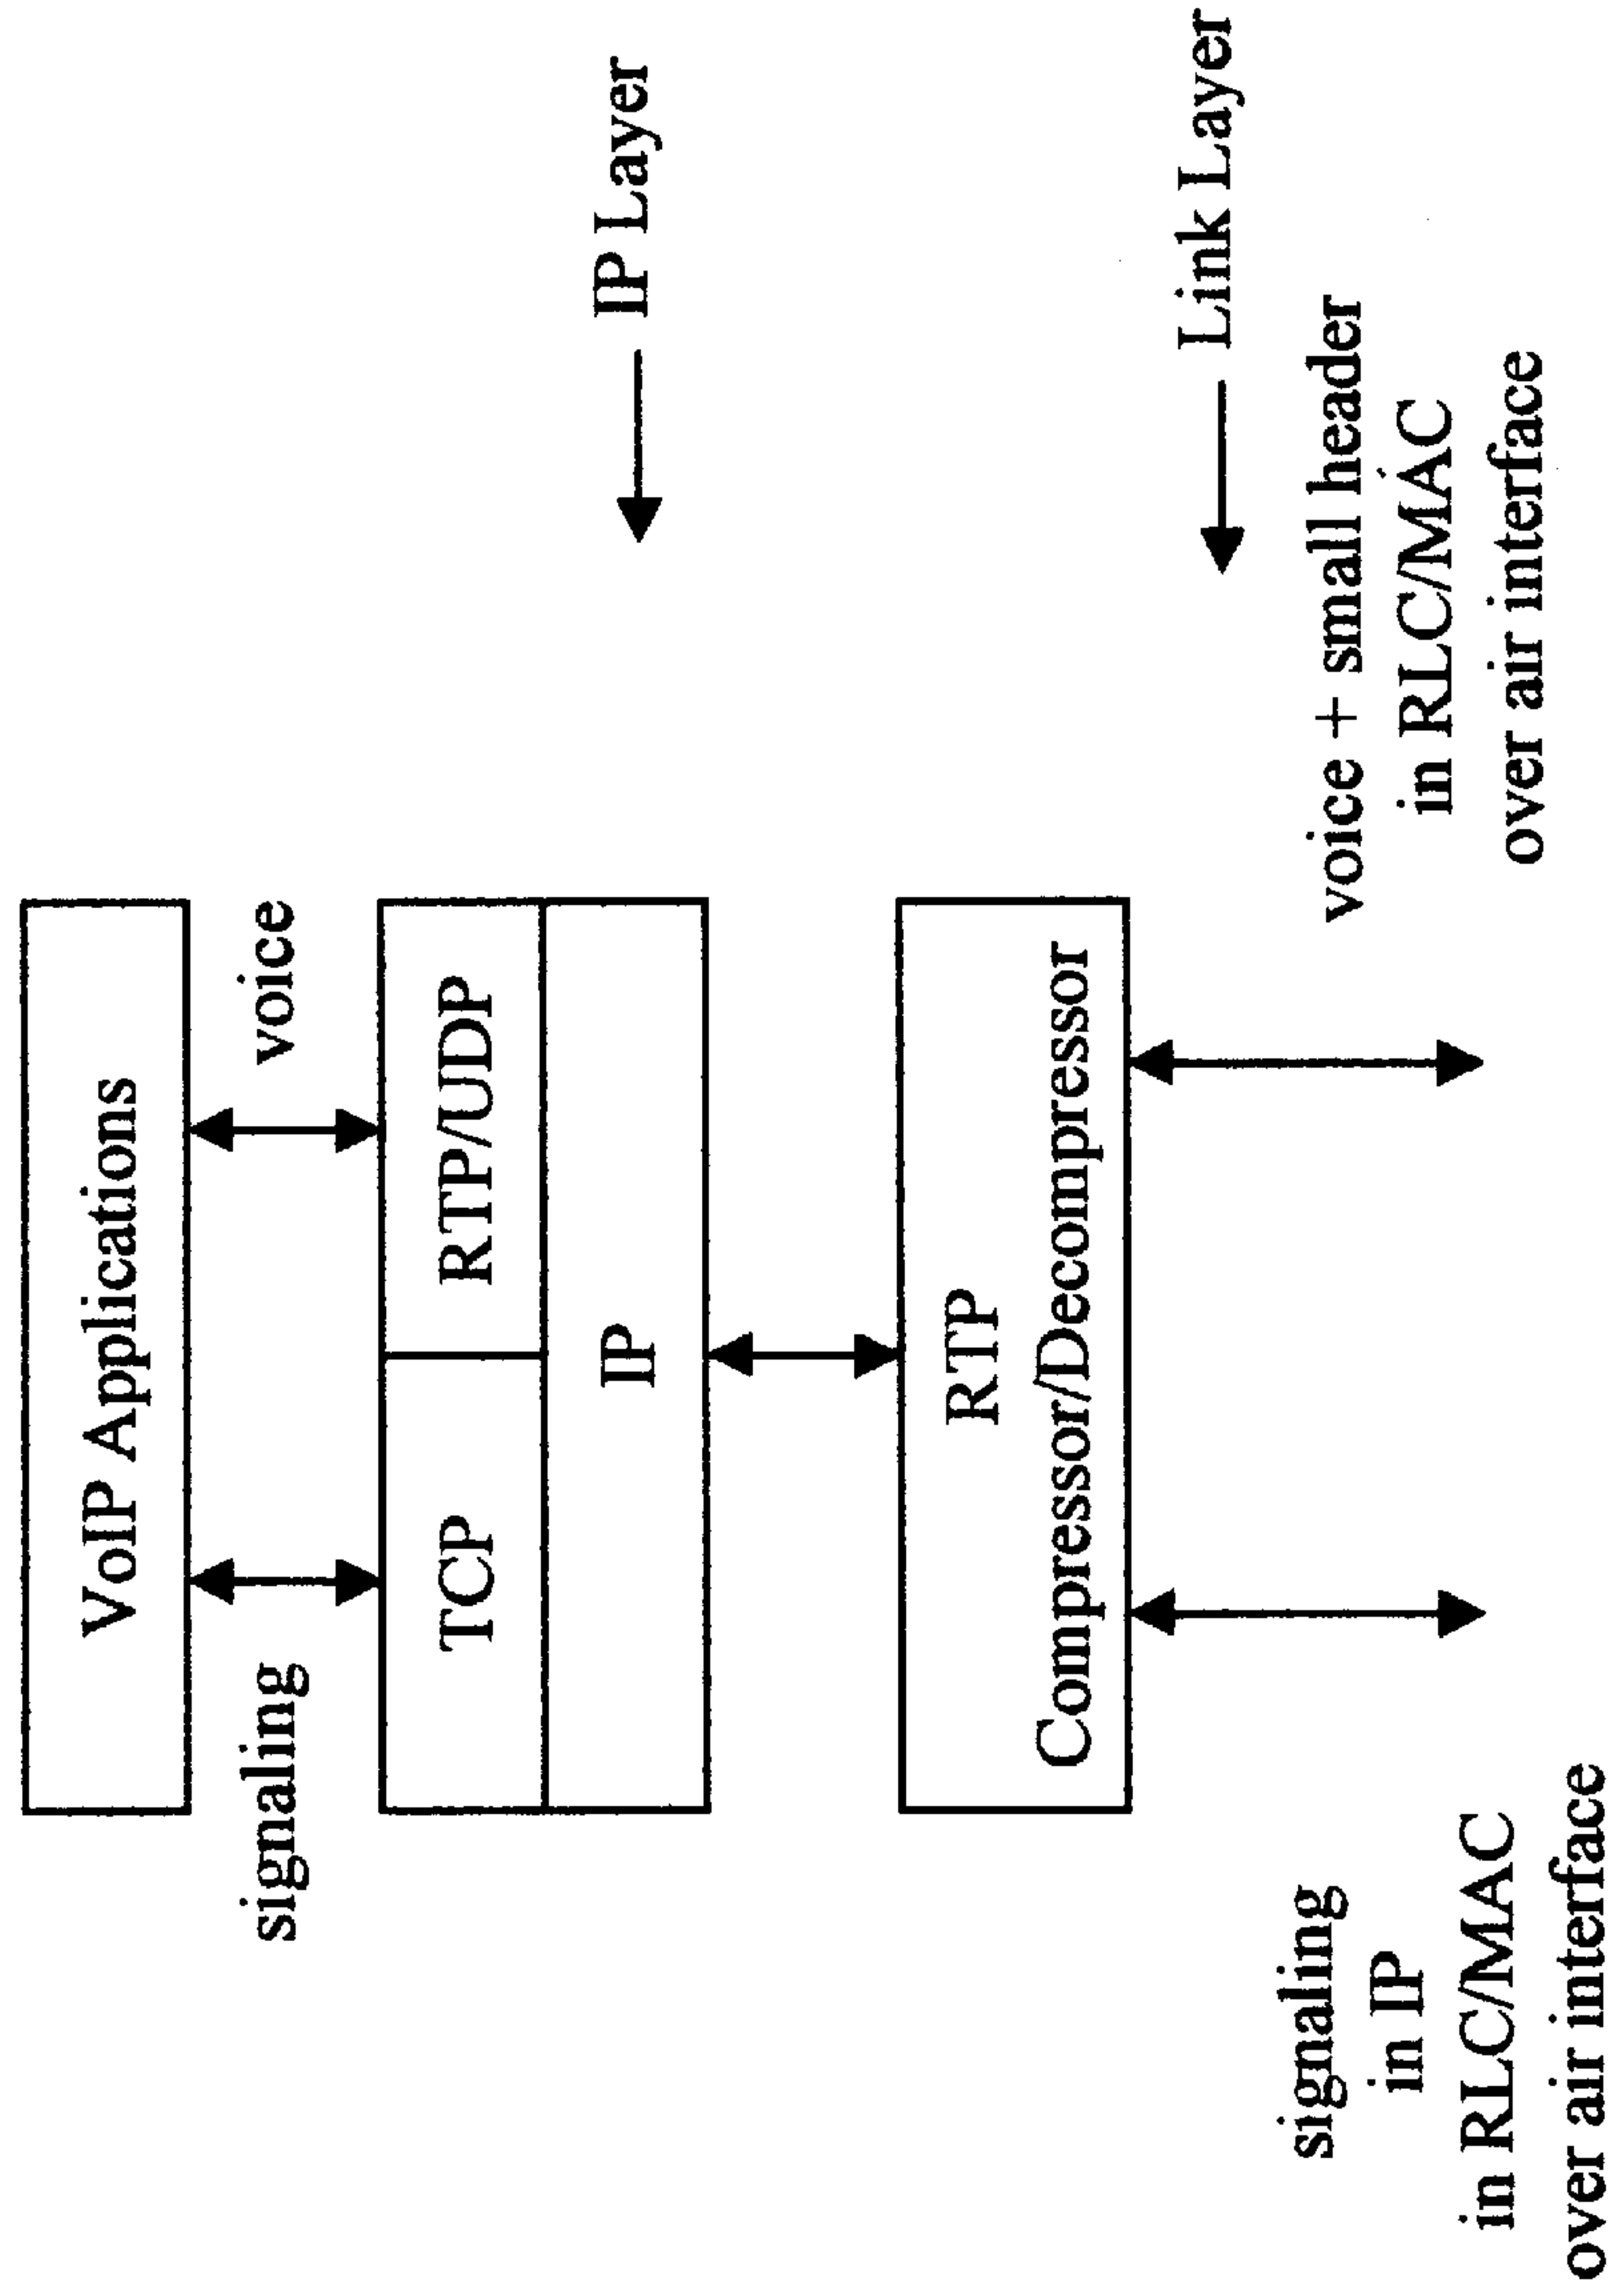 VoIP Applications
signaling
voice
TCP
RTP/UDP
IP
IP Layer
RTP
Compressor/Decompressor
Link Layer
signaling
in IP
in RLC/MAC
over air interface
voice + small header
in RLC/MAC
over air interface